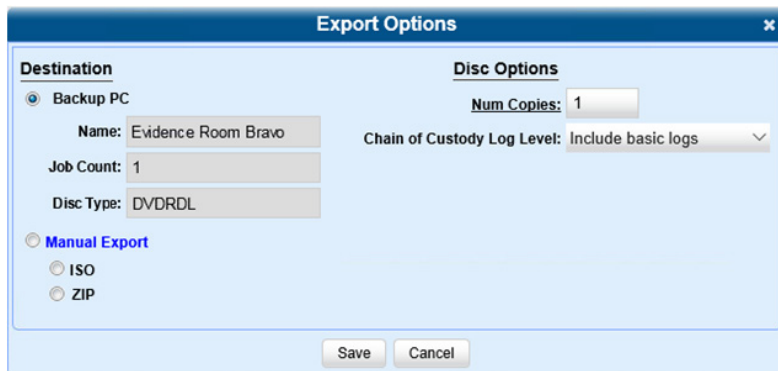 Export Options
Destination
Backup PC
Name: Evidence Room Bravo
Job Count: 1
Disc Type: DVDRDL
Manual Export
ISO
ZIP
Disc Options
Num Copies: 1
Chain of Custody Log Level: Include basic logs
Save
Cancel